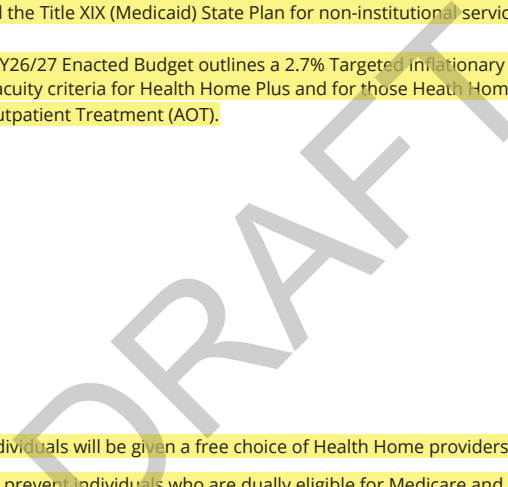 the Title XIX (Medicaid) State Plan for non-institutional servic
Y26/27 Enacted Budget outlines a 2.7% Targeted Inflationary
acuity criteria for Health Home Plus and for those Heath Hom
utpatient Treatment (AOT).
DRAFT
dividuals will be given a free choice of Health Home providers
prevent individuals who are dually eligible for Medicare and